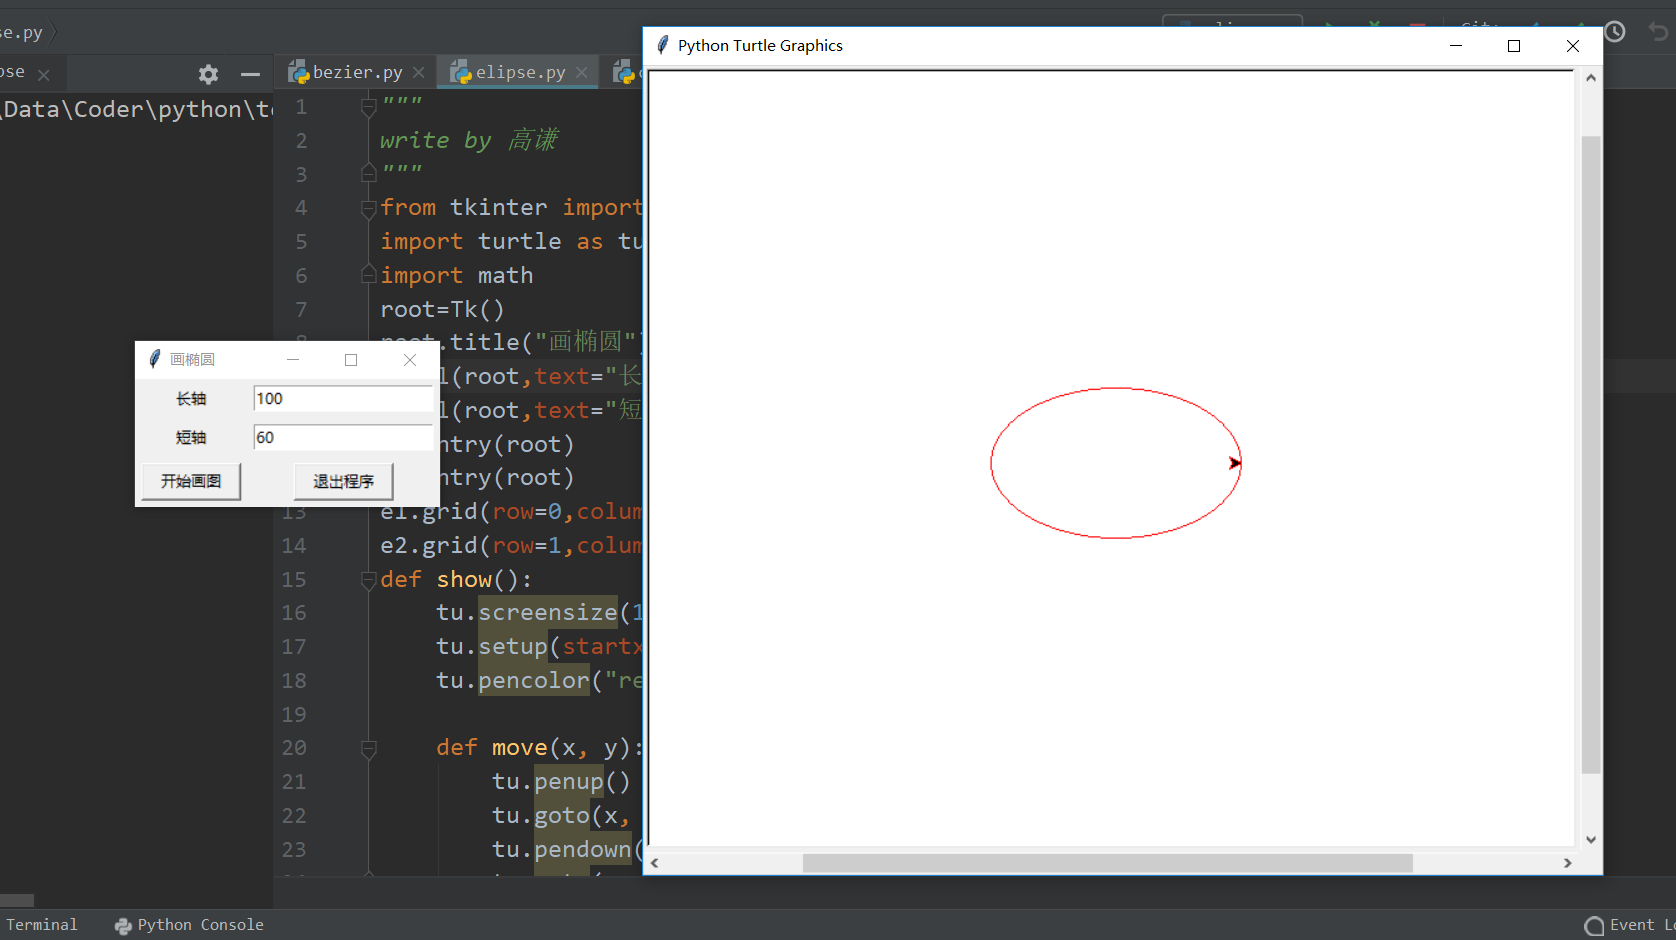 se.py
Python Turtle Graphics
bezier.py
elipse.py
\Data\Coder\python\t
1 """
2 write by 高谦
3 """
4 from tkinter import
5 import turtle as tu
6 import math
7 root=Tk()
.title("画椭圆"
画椭圆
长轴 100
短轴 60
开始画图 退出程序
l(root,text="长
l(root,text="短
ntry(root)
ntry(root)
13 e1.grid(row=0,colum
14 e2.grid(row=1,colum
15 def show():
16 tu.screensize(1
17 tu.setup(startx
18 tu.pencolor("re
19
20 def move(x, y):
21 tu.penup()
22 tu.goto(x,
23 tu.pendown(
Terminal
Python Console
Event L